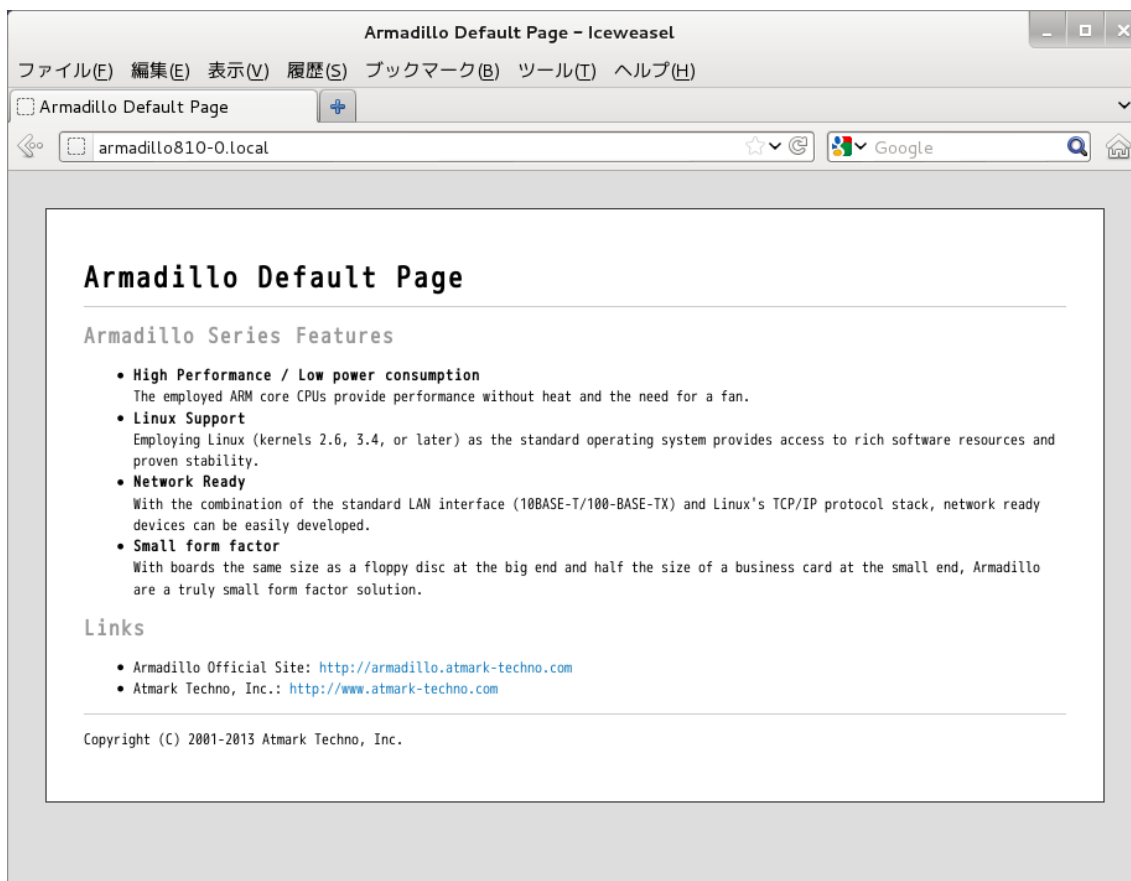 Armadillo Default Page - Iceweasel
ファイル(F) 編集(E) 表示(V) 履歴(S) ブックマーク(B) ツール(T) ヘルプ(H)
Armadillo Default Page
armadillo810-0.local
Google
Armadillo Default Page
Armadillo Series Features
• High Performance / Low power consumption
The employed ARM core CPUs provide performance without heat and the need for a fan.
• Linux Support
Employing Linux (kernels 2.6, 3.4, or later) as the standard operating system provides access to rich software resources and
proven stability.
• Network Ready
With the combination of the standard LAN interface (10BASE-T/100-BASE-TX) and Linux's TCP/IP protocol stack, network ready
devices can be easily developed.
• Small form factor
With boards the same size as a floppy disc at the big end and half the size of a business card at the small end, Armadillo
are a truly small form factor solution.
Links
• Armadillo Official Site: http://armadillo.atmark-techno.com
• Atmark Techno, Inc.: http://www.atmark-techno.com
Copyright (C) 2001-2013 Atmark Techno, Inc.